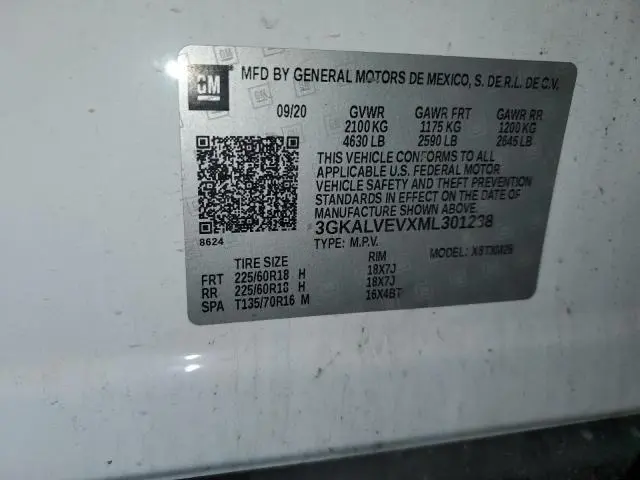 GM MFD BY GENERAL MOTORS DE MEXICO, S. DE R.L. DE C.V.
09/20 GVWR GAWR FRT GAWR RR
2100 KG 1175 KG 1200 KG
4630 LB 2590 LB 2645 LB
THIS VEHICLE CONFORMS TO ALL
APPLICABLE U.S. FEDERAL MOTOR
VEHICLE SAFETY AND THEFT PREVENTION
STANDARDS IN EFFECT ON THE DATE OF
MANUFACTURE SHOWN ABOVE.
3GKALVEVXML301238
8624 TYPE: M.P.V. MODEL:
TIRE SIZE RIM
FRT 225/60R18 H 18X7J
RR 225/60R18 H 18X7J
SPA T135/70R16 M 16X4BT